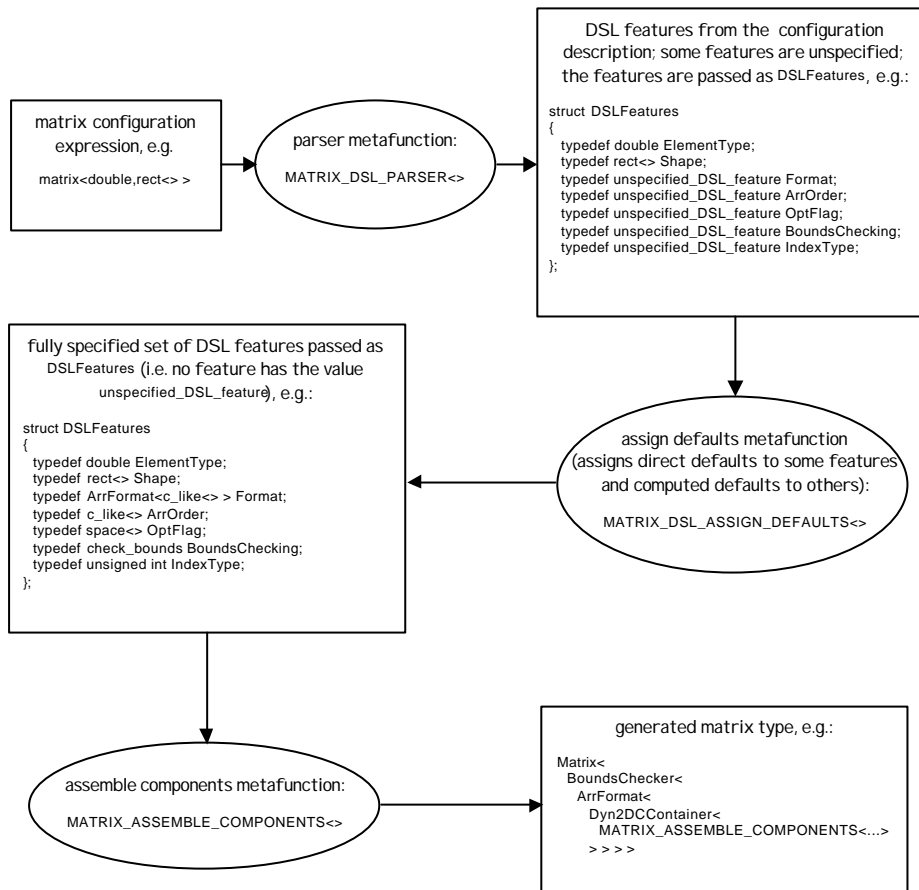 matrix configuration
expression, e.g.
matrix<double,rect<> >
parser metafunction:
MATRIX_DSL_PARSER<>
DSL features from the configuration
description; some features are unspecified;
the features are passed as DSLFeatures, e.g.:
struct DSLFeatures
{
typedef double ElementType;
typedef rect<> Shape;
typedef unspecified_DSL_feature Format;
typedef unspecified_DSL_feature ArrOrder;
typedef unspecified_DSL_feature OptFlag;
typedef unspecified_DSL_feature BoundsChecking;
typedef unspecified_DSL_feature IndexType;
};
assign defaults metafunction
(assigns direct defaults to some features
and computed defaults to others):
MATRIX_DSL_ASSIGN_DEFAULTS<>
fully specified set of DSL features passed as
DSLFeatures (i.e. no feature has the value
unspecified_DSL_feature), e.g.:
struct DSLFeatures
{
typedef double ElementType;
typedef rect<> Shape;
typedef ArrFormat<c_like<> > Format;
typedef c_like<> ArrOrder;
typedef space<> OptFlag;
typedef check_bounds BoundsChecking;
typedef unsigned int IndexType;
};
assemble components metafunction:
MATRIX_ASSEMBLE_COMPONENTS<>
generated matrix type, e.g.:
Matrix<
BoundsChecker<
ArrFormat<
Dyn2DCContainer<
MATRIX_ASSEMBLE_COMPONENTS<...>
> > > >